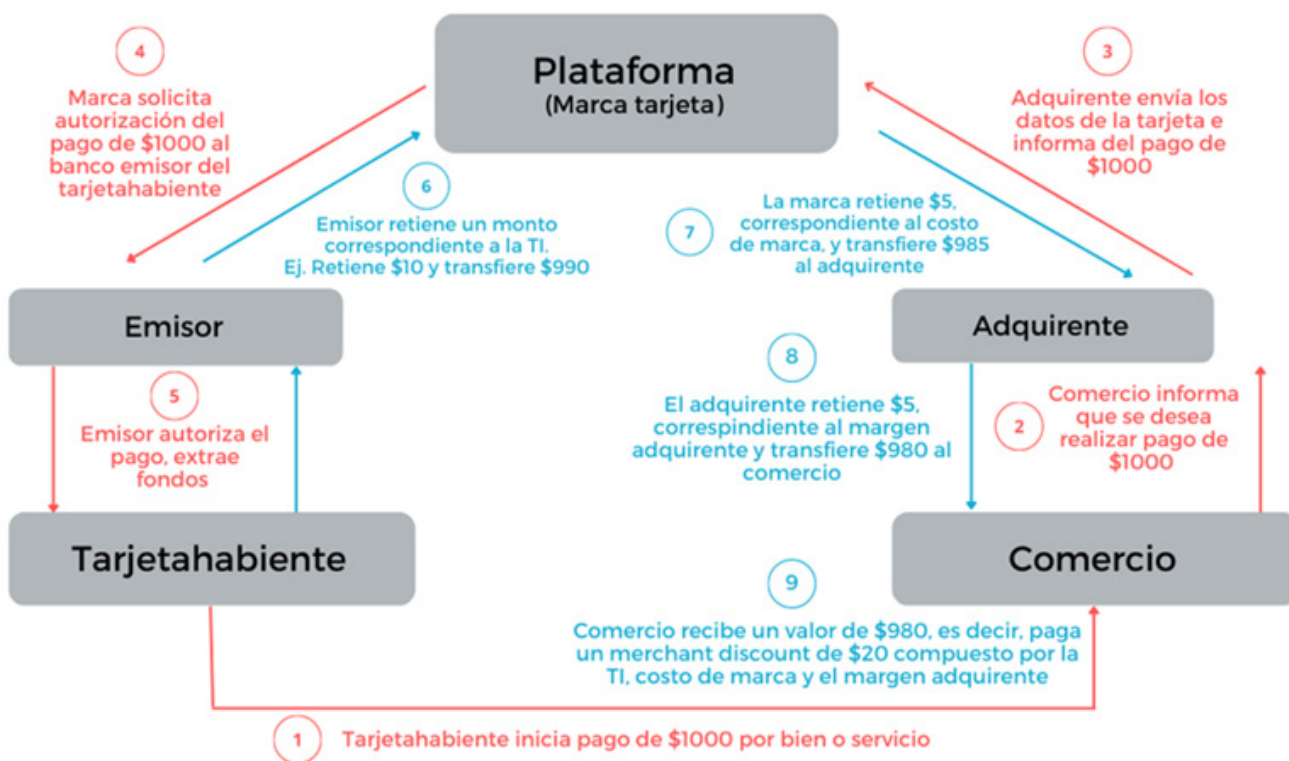 4
Marca solicita
autorización del
pago de $1000 al
banco emisor del
tarjetahabiente
Plataforma
(Marca tarjeta)
3
Adquirente envía los
datos de la tarjeta e
informa del pago de
$1000
6
Emisor retiene un monto
correspondiente a la TI.
Ej. Retiene $10 y transfiere $990
7
La marca retiene $5,
correspondiente al costo
de marca, y transfiere $985
al adquirente
Emisor
Adquirente
5
Emisor autoriza el
pago, extrae
fondos
8
El adquirente retiene $5,
correspindiente al margen
adquirente y transfiere $980 al
comercio
2
Comercio informa
que se desea
realizar pago de
$1000
Tarjetahabiente
Comercio
9
Comercio recibe un valor de $980, es decir, paga
un merchant discount de $20 compuesto por la
TI, costo de marca y el margen adquirente
1
Tarjetahabiente inicia pago de $1000 por bien o servicio